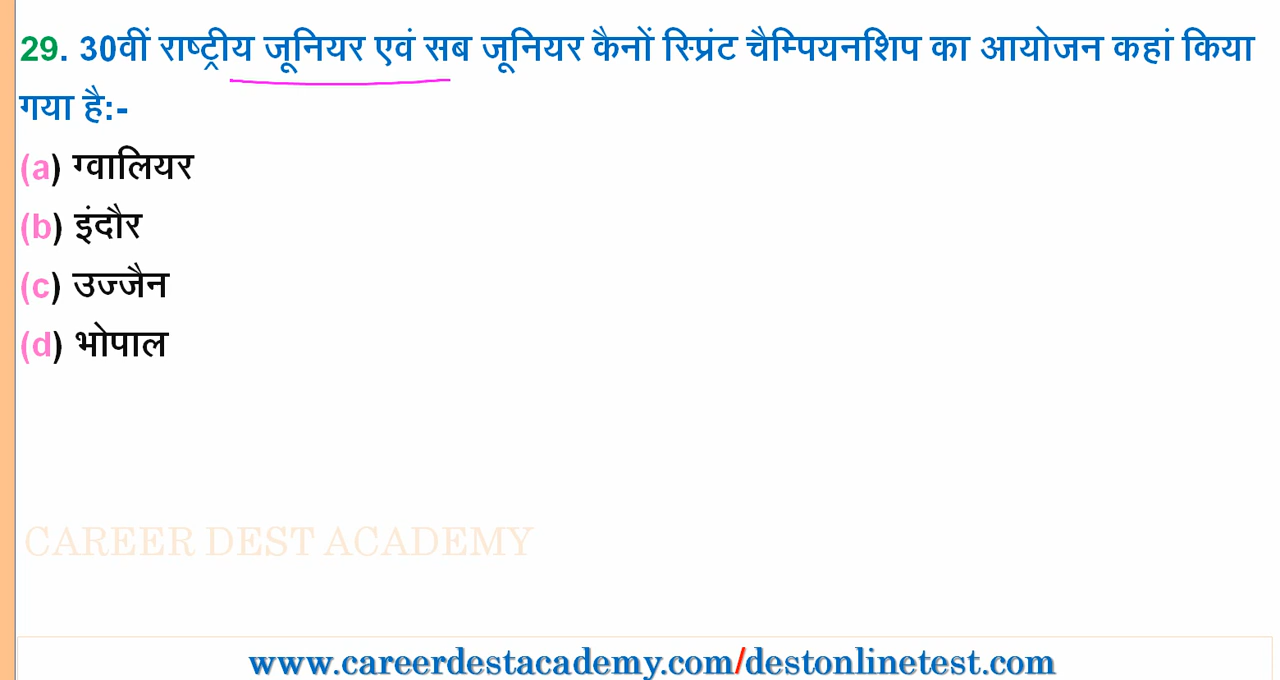 29. 30वीं राष्ट्रीय जूनियर एवं सब जूनियर कैनों स्प्रिंट चैम्पियनशिप का आयोजन कहां किया
गया है:-
(a) ग्वालियर
(b) इंदौर
(c) उज्जैन
(d) भोपाल
CAREER DEST ACADEMY
www.careerdestacademy.com/destonlinetest.com